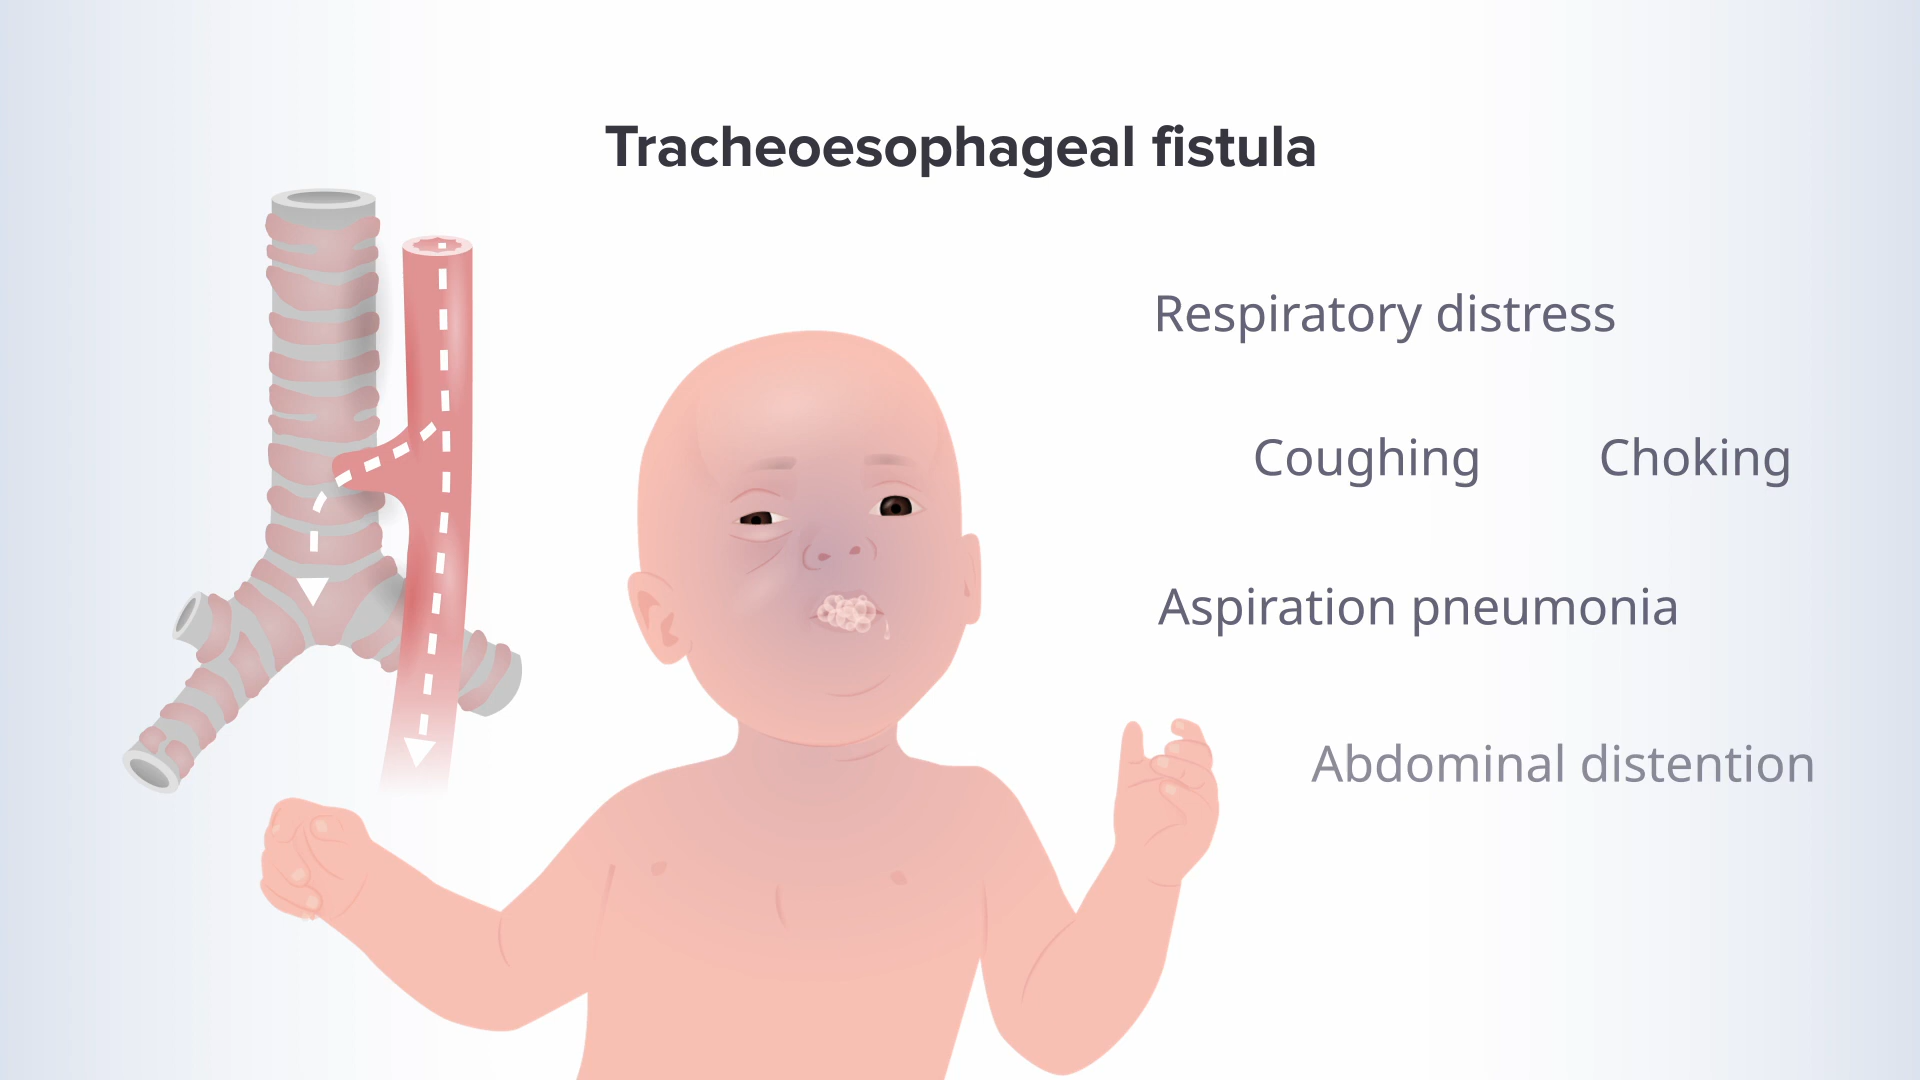 Tracheoesophageal fistula
Respiratory distress
Coughing Choking
Aspiration pneumonia
Abdominal distention